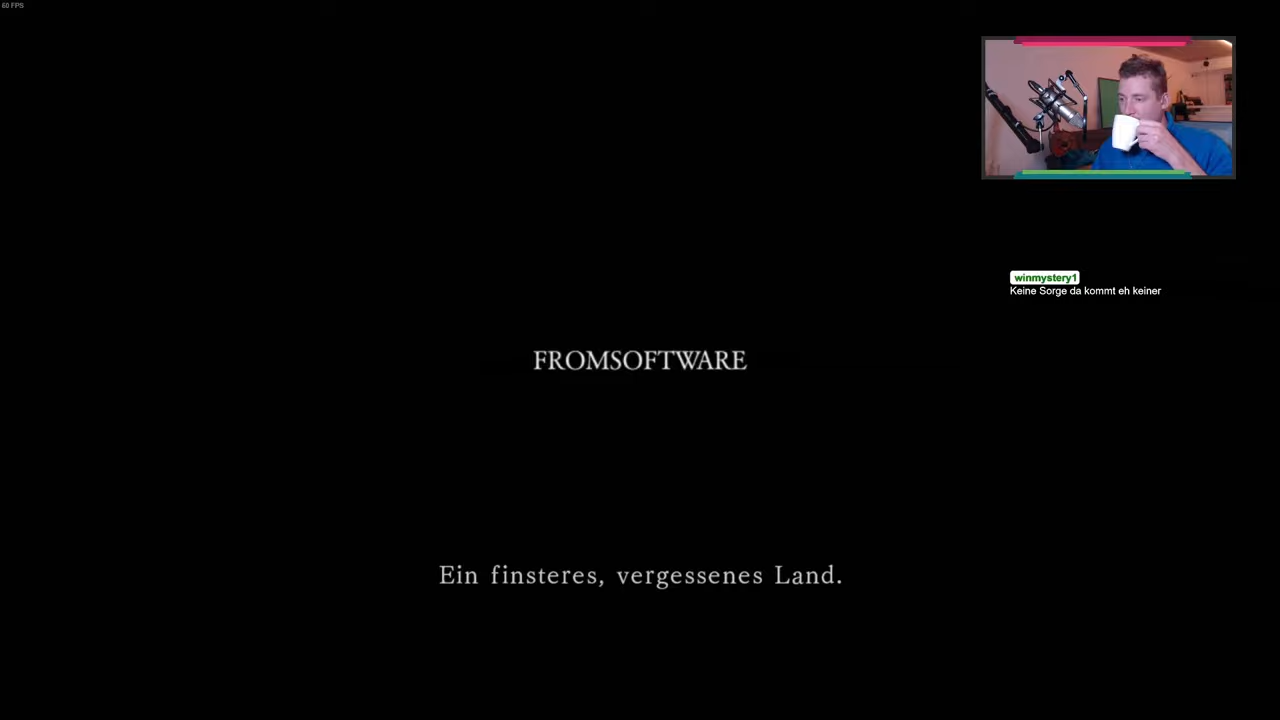 60 FPS
winmystery1
Keine Sorge da kommt eh keiner
FROMSOFTWARE
Ein finsteres, vergessenes Land.